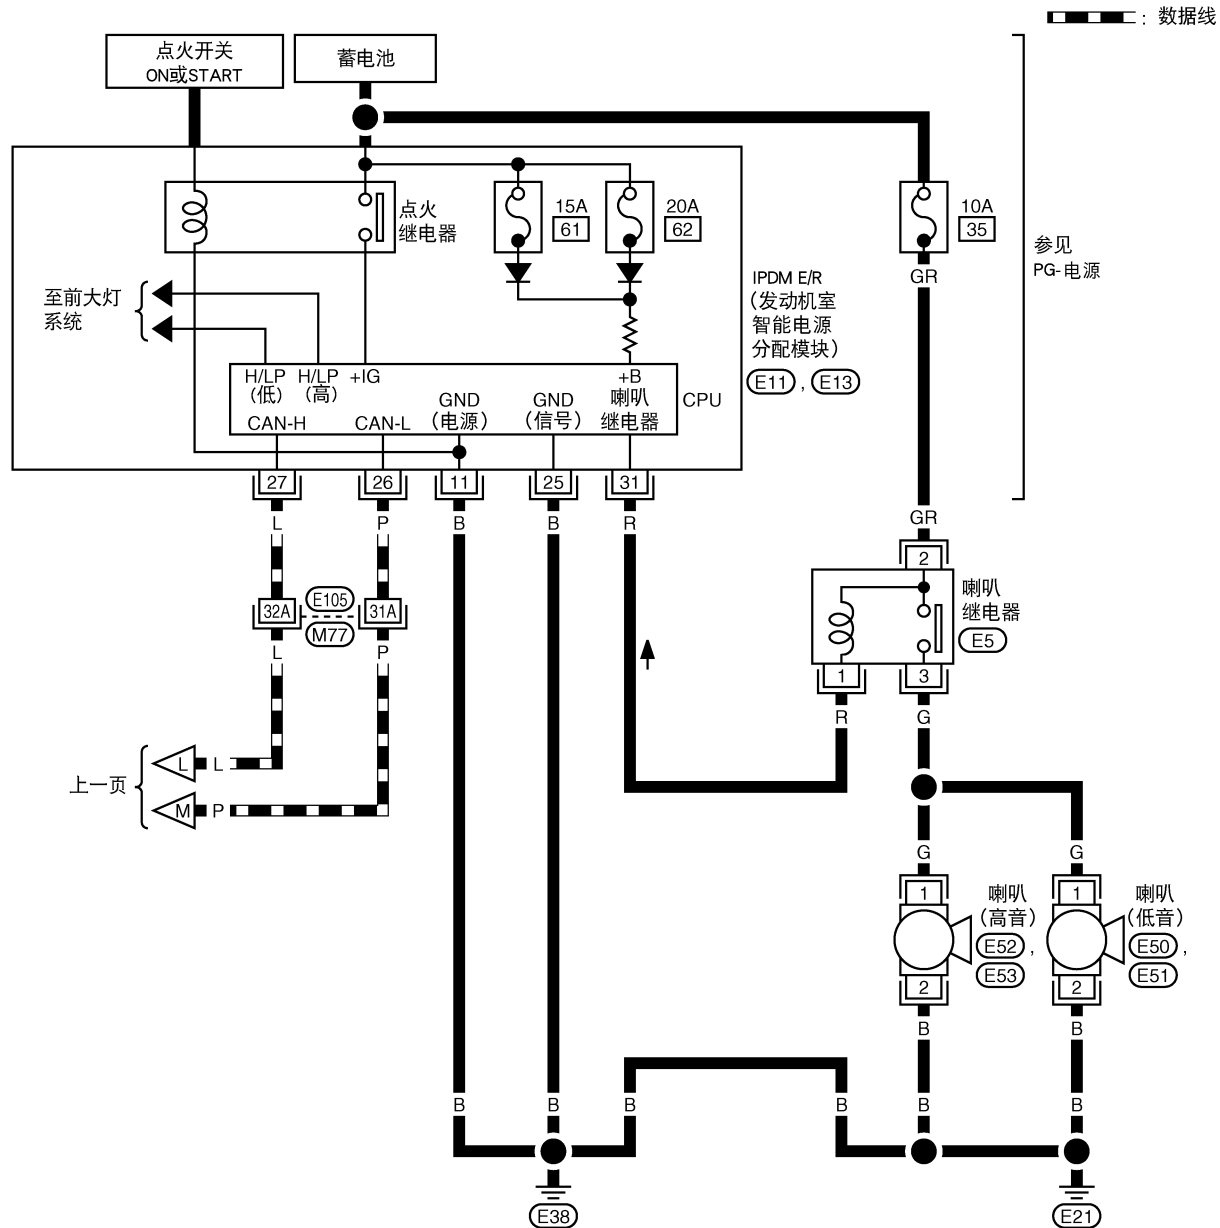 : 数据线
点火开关
ON或START
蓄电池
点火
继电器
15A
61
20A
62
10A
35
GR
参见
PG-电源
至前大灯
系统
IPDM E/R
（发动机室
智能电源
分配模块）
E11 , E13
H/LP
（低）
H/LP
（高）
+IG
+B
喇叭
继电器
CPU
GND
（电源）
GND
（信号）
CAN-H
CAN-L
27
26
11
25
31
L
P
B
B
R
GR
2
喇叭
继电器
E5
32A
E105
M77
31A
L
P
1
3
R
G
上一页
L
L
M
P
G
G
1
喇叭
（高音）
E52 ,
E53
2
1
喇叭
（低音）
E50 ,
E51
2
B
B
B
B
B
B
B
B
E38
E21